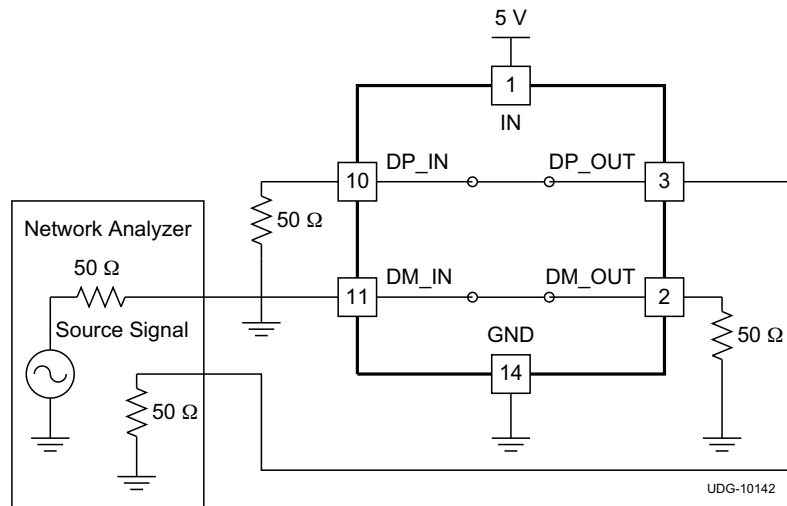 5 V
1
IN
DP_IN
DP_OUT
10
3
50 Ω
Network Analyzer
50 Ω
DM_IN
DM_OUT
11
2
Source Signal
GND
50 Ω
14
50 Ω
UDG-10142